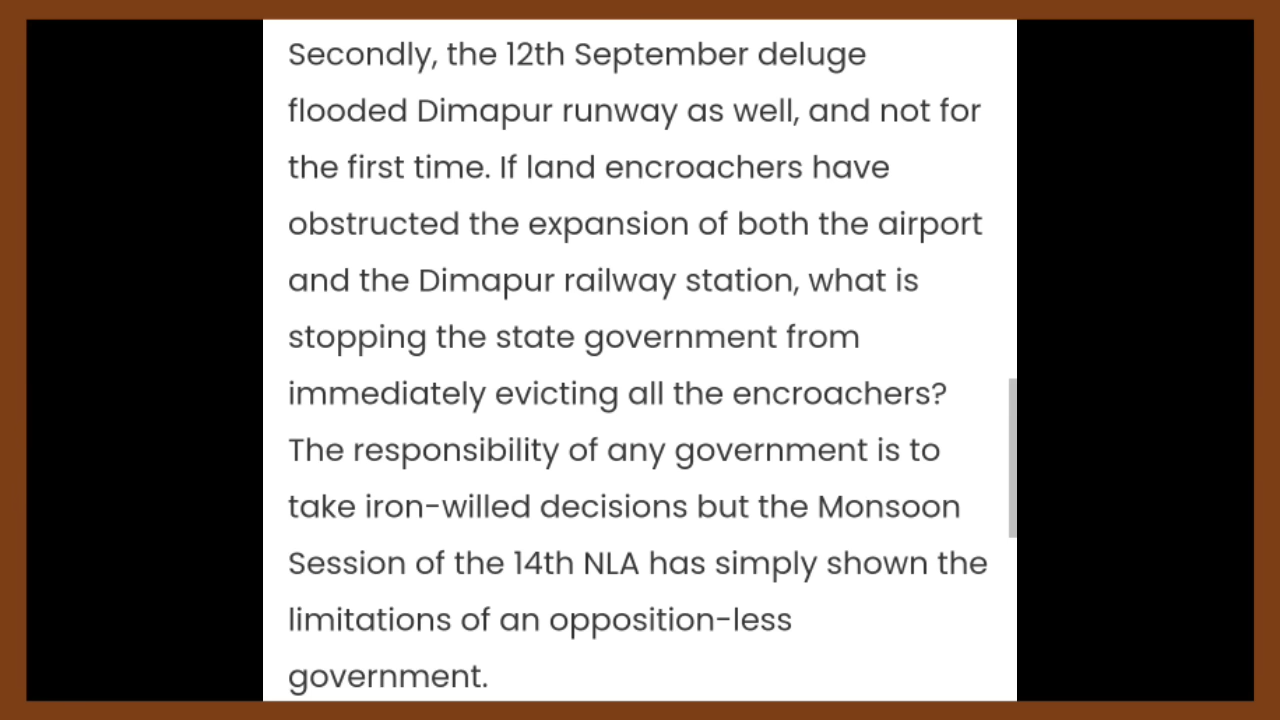 Secondly, the 12th September deluge
flooded Dimapur runway as well, and not for
the first time. If land encroachers have
obstructed the expansion of both the airport
and the Dimapur railway station, what is
stopping the state government from
immediately evicting all the encroachers?
The responsibility of any government is to
take iron-willed decisions but the Monsoon
Session of the 14th NLA has simply shown the
limitations of an opposition-less
government.